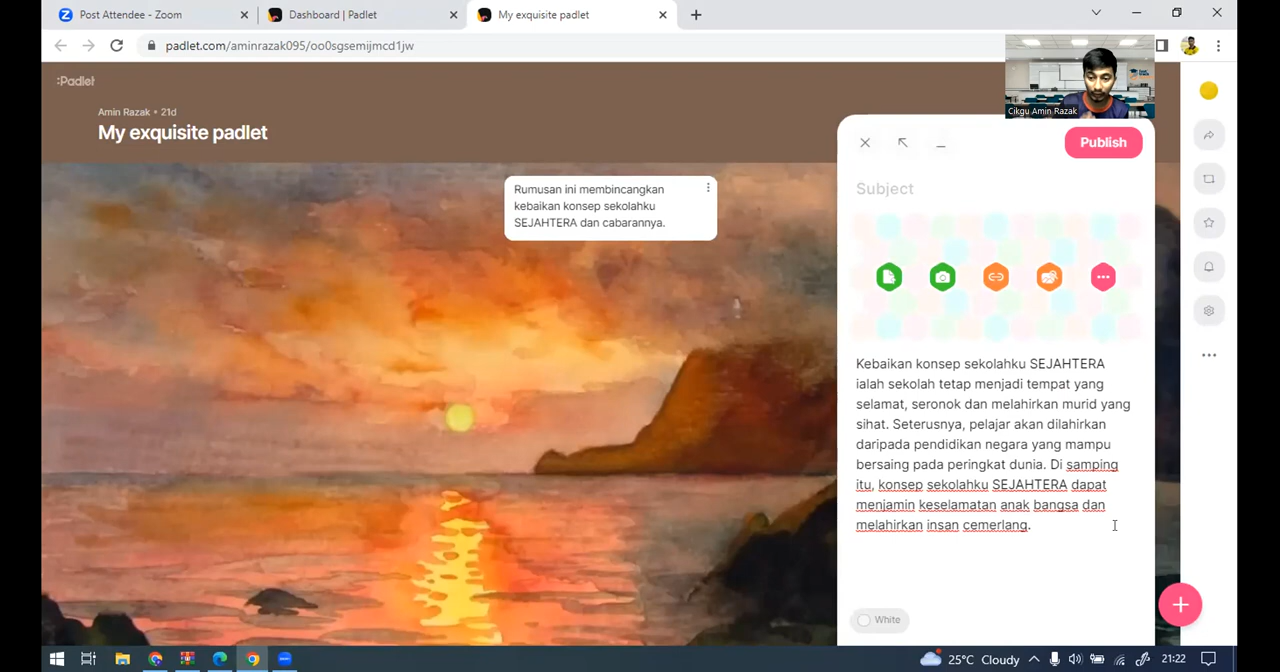 Post Attendee - Zoom
Dashboard | Padlet
My exquisite padlet
padlet.com/aminrazak095/oo0sgsemijmcd1jw
:Padlet
Amin Razak • 21d
My exquisite padlet
Cikgu Amin Razak
Rumusan ini membincangkan
kebaikan konsep sekolahku
SEJAHTERA dan cabarannya.
Publish
Subject
Kebaikan konsep sekolahku SEJAHTERA
ialah sekolah tetap menjadi tempat yang
selamat, seronok dan melahirkan murid yang
sihat. Seterusnya, pelajar akan dilahirkan
daripada pendidikan negara yang mampu
bersaing pada peringkat dunia. Di samping
itu, konsep sekolahku SEJAHTERA dapat
menjamin keselamatan anak bangsa dan
melahirkan insan cemerlang.
White
25°C Cloudy
21:22